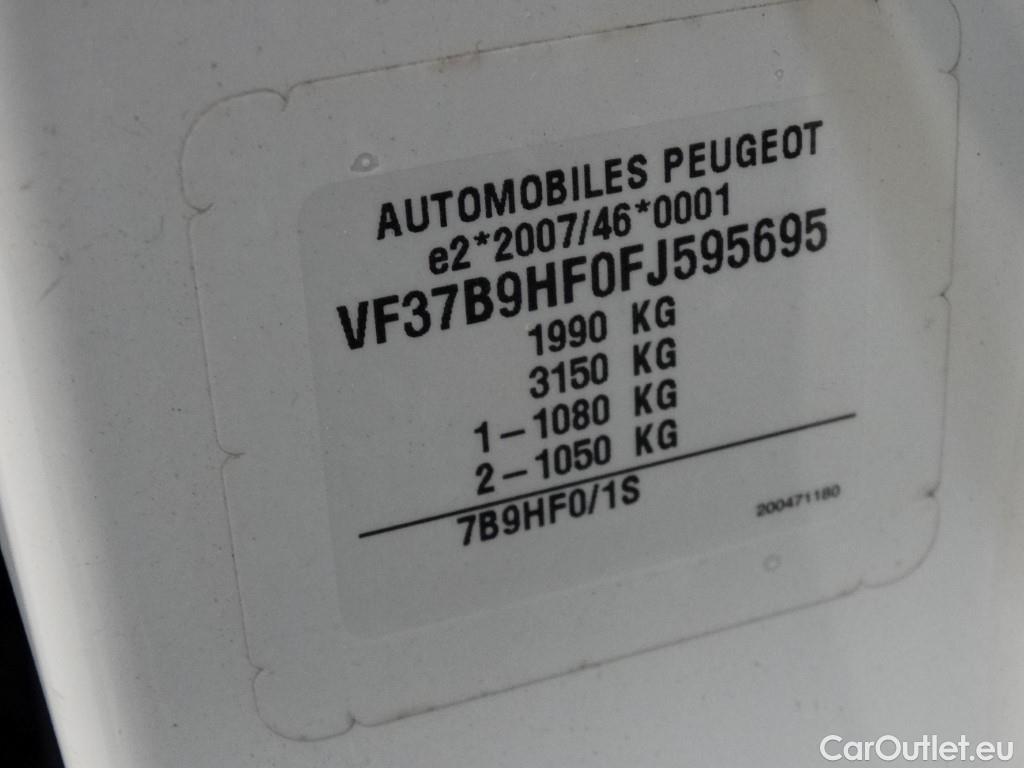 AUTOMOBILES PEUGEOT
e2*2007/46*0001
VF37B9HF0FJ595695
1990 KG
3150 KG
1-1080 KG
2-1050 KG
7B9HF0/1S
200471180
CarOutlet.eu